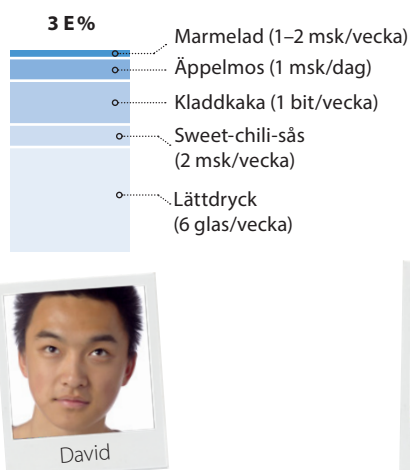 3 E %
Marmelad (1–2 msk/vecka)
Äppelmos (1 msk/dag)
Kladdkaka (1 bit/vecka)
Sweet-chili-sås
(2 msk/vecka)
Lättdryck
(6 glas/vecka)
David